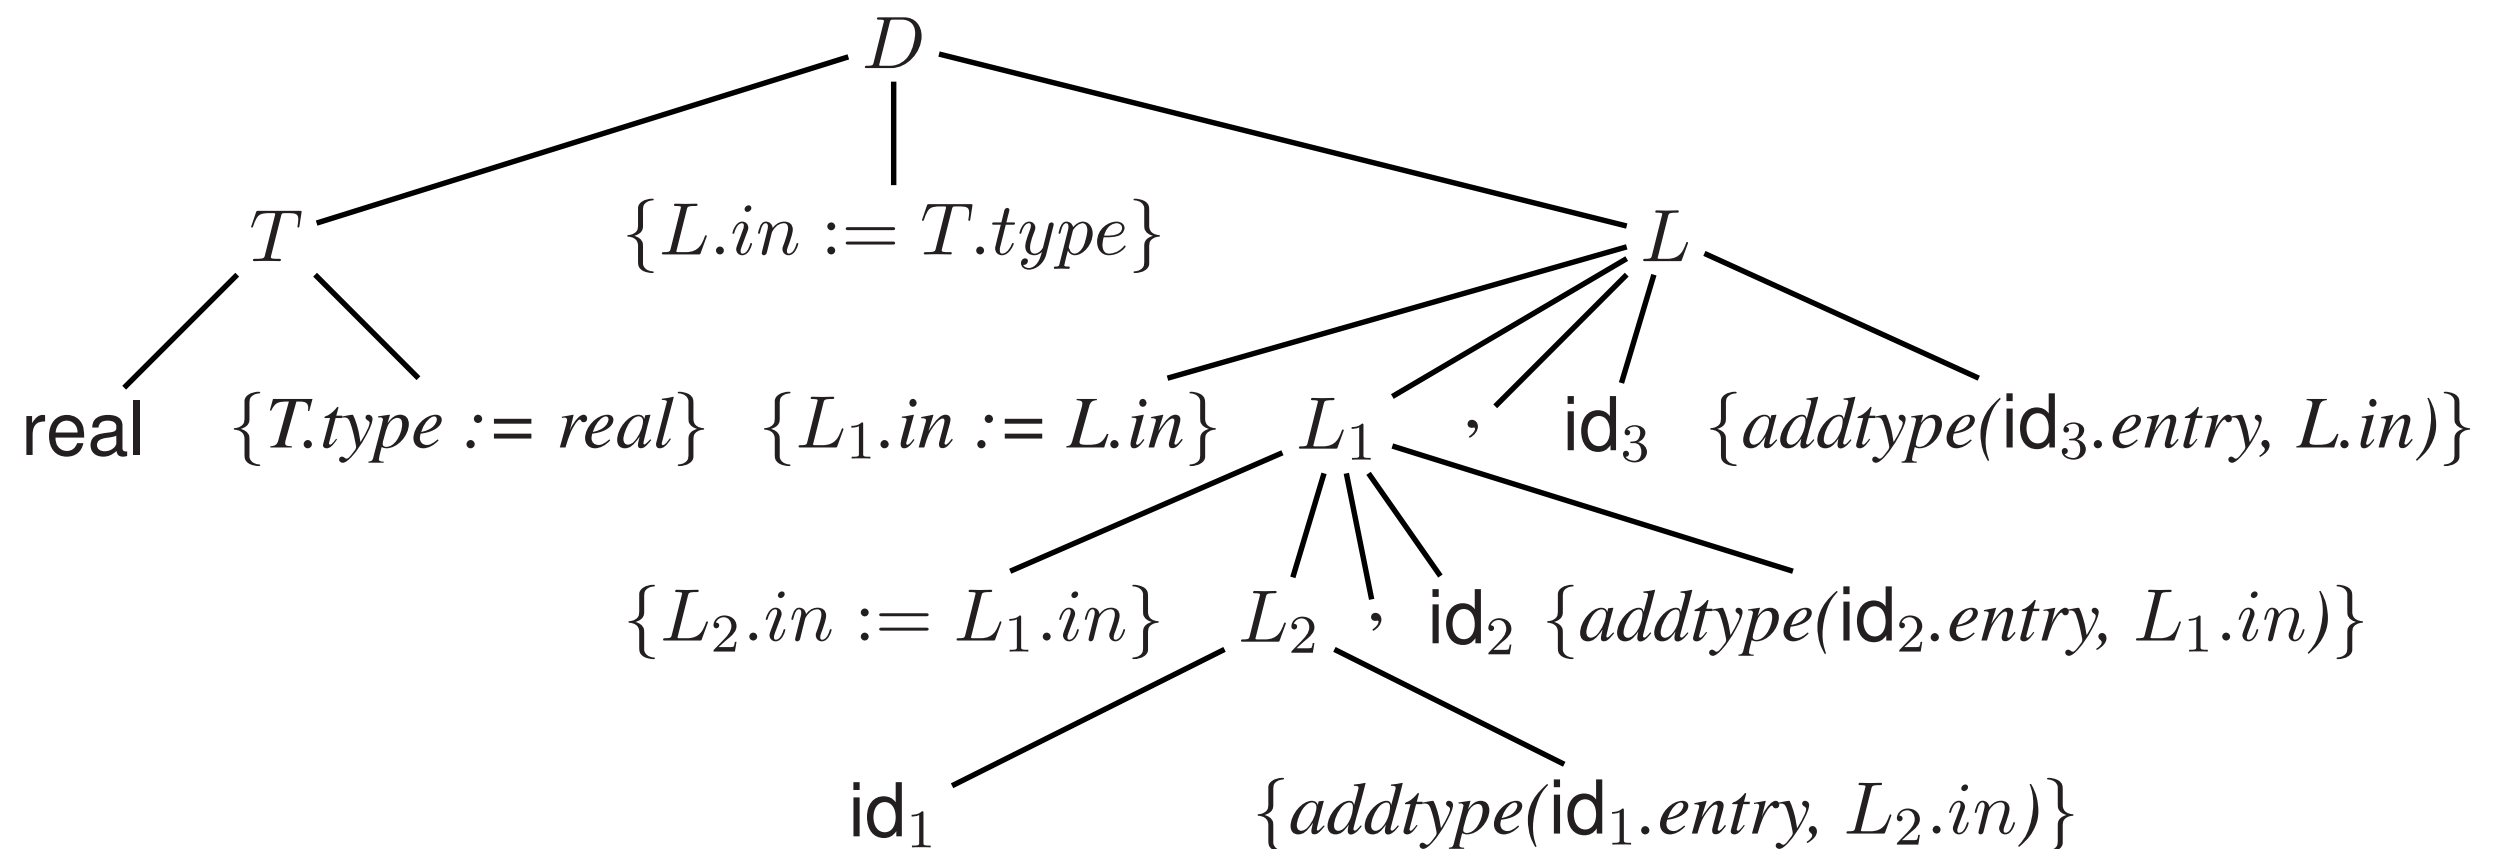 D
T {L.in := T.type} L
real {T.type := real} {L₁.in := L.in} L₁ , id₃ {addtype(id₃.entry, L.in)}
{L₂.in := L₁.in} L₂ , id₂ {addtype(id₂.entry, L₁.in)}
id₁ {addtype(id₁.entry, L₂.in)}